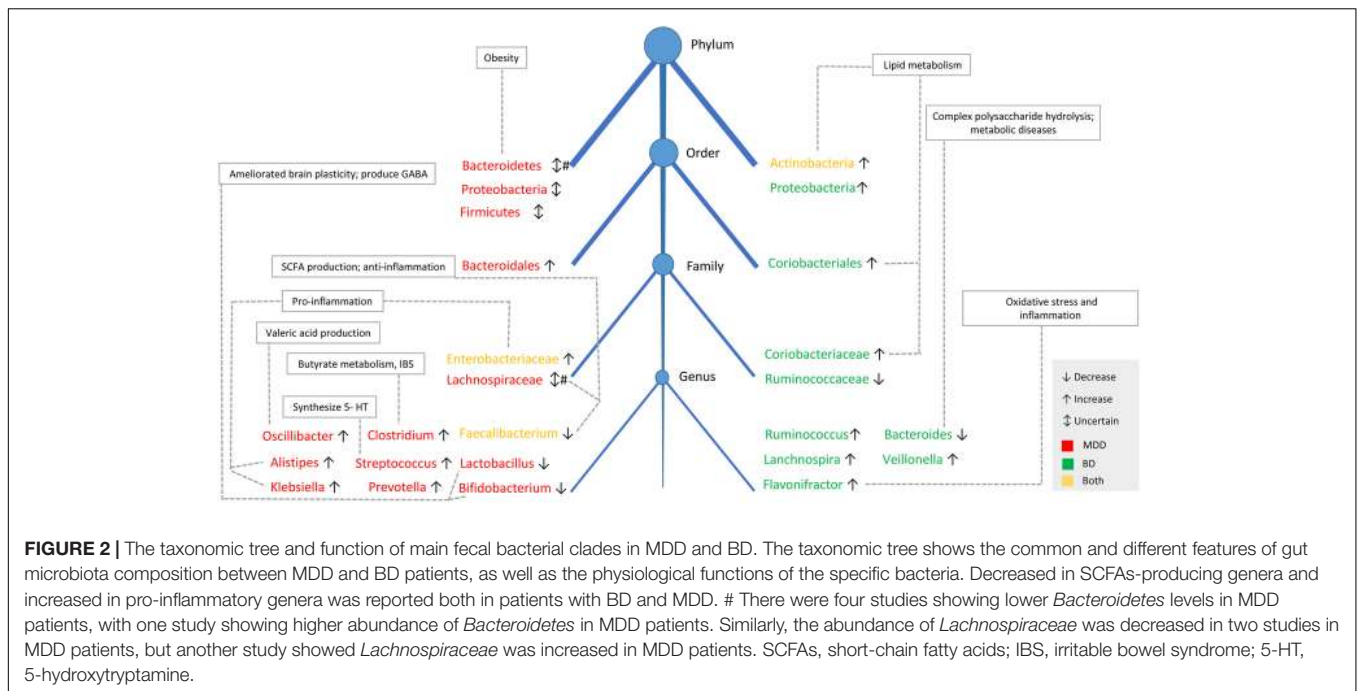 Phylum
Obesity
Lipid metabolism
Complex polysaccharide hydrolysis;
metabolic diseases
Order
Bacteroidetes ↕#
Actinobacteria ↑
Ameliorated brain plasticity; produce GABA
Proteobacteria ↕
Proteobacteria ↑
Firmicutes ↕
SCFA production; anti-inflammation
Bacteroidales ↑
Family
Coriobacteriales ↑
Pro-inflammation
Oxidative stress and
inflammation
Valeric acid production
Enterobacteriaceae ↑
Coriobacteriaceae ↑
Butyrate metabolism, IBS
Lachnospiraceae ↕#
Genus
Ruminococcaceae ↓
Synthesize 5- HT
Oscillibacter ↑ Clostridium ↑ Faecalibacterium ↓
Ruminococcus ↑ Bacteroides ↓
Alistipes ↑ Streptococcus ↑ Lactobacillus ↓
Lanchnospira ↑ Veillonella ↑
Klebsiella ↑ Prevotella ↑ Bifidobacterium ↓
Flavonifractor ↑
↓ Decrease
↑ Increase
↕ Uncertain
MDD
BD
Both
FIGURE 2 | The taxonomic tree and function of main fecal bacterial clades in MDD and BD. The taxonomic tree shows the common and different features of gut
microbiota composition between MDD and BD patients, as well as the physiological functions of the specific bacteria. Decreased in SCFAs-producing genera and
increased in pro-inflammatory genera was reported both in patients with BD and MDD. # There were four studies showing lower Bacteroidetes levels in MDD
patients, with one study showing higher abundance of Bacteroidetes in MDD patients. Similarly, the abundance of Lachnospiraceae was decreased in two studies in
MDD patients, but another study showed Lachnospiraceae was increased in MDD patients. SCFAs, short-chain fatty acids; IBS, irritable bowel syndrome; 5-HT,
5-hydroxytryptamine.